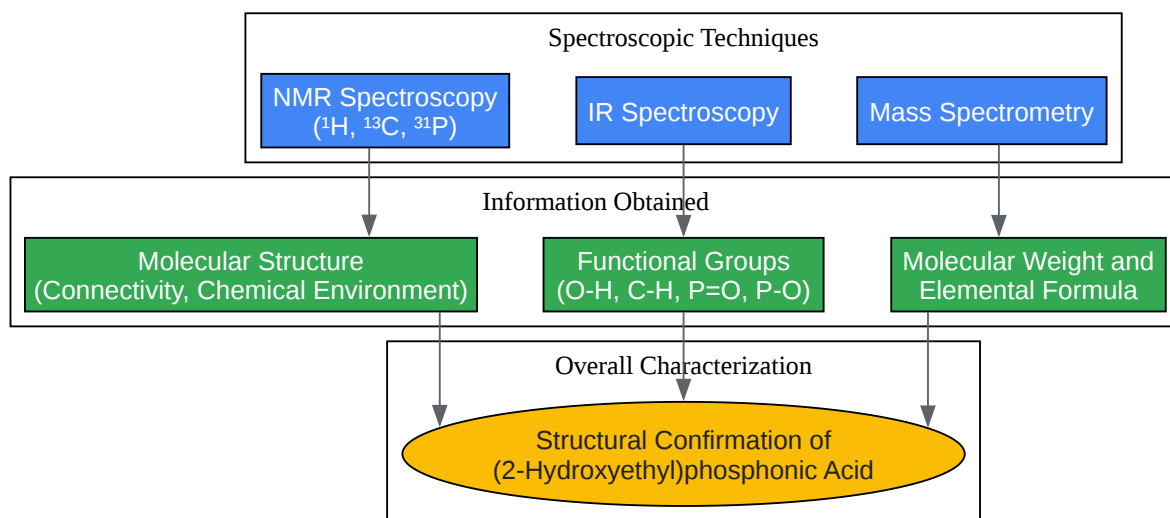 Spectroscopic Techniques
NMR Spectroscopy
(¹H, ¹³C, ³¹P)
IR Spectroscopy
Mass Spectrometry
Information Obtained
Molecular Structure
(Connectivity, Chemical Environment)
Functional Groups
(O-H, C-H, P=O, P-O)
Molecular Weight and
Elemental Formula
Overall Characterization
Structural Confirmation of
(2-Hydroxyethyl)phosphonic Acid